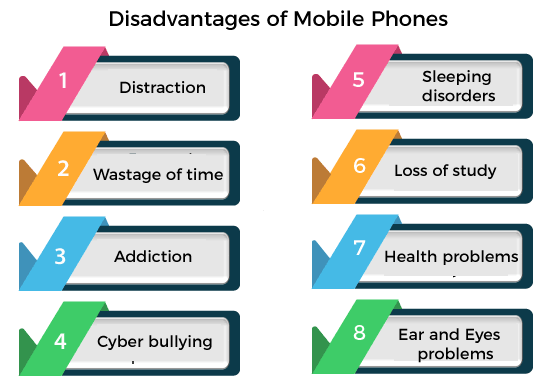 Disadvantages of Mobile Phones
1
Distraction
2
Wastage of time
3
Addiction
4
Cyber bullying
5
Sleeping
disorders
6
Loss of study
7
Health problems
8
Ear and Eyes
problems